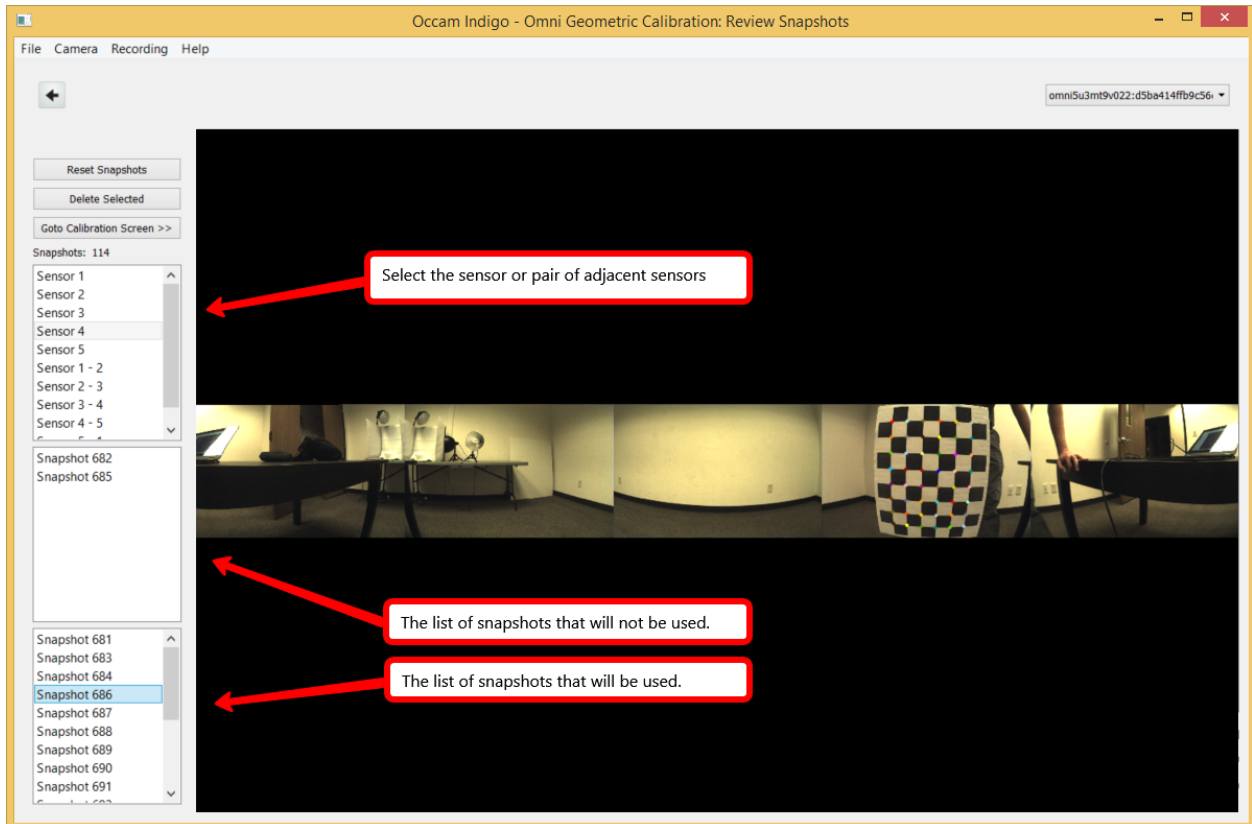 Occam Indigo - Omni Geometric Calibration: Review Snapshots
File Camera Recording Help
omni5u3mt9v022:d5ba414ffb9c56
Reset Snapshots
Delete Selected
Goto Calibration Screen >>
Snapshots: 114
Sensor 1
Sensor 2
Sensor 3
Sensor 4
Sensor 5
Sensor 1 - 2
Sensor 2 - 3
Sensor 3 - 4
Sensor 4 - 5
Select the sensor or pair of adjacent sensors
Snapshot 682
Snapshot 685
The list of snapshots that will not be used.
Snapshot 681
Snapshot 683
Snapshot 684
Snapshot 686
Snapshot 687
Snapshot 688
Snapshot 689
Snapshot 690
Snapshot 691
The list of snapshots that will be used.